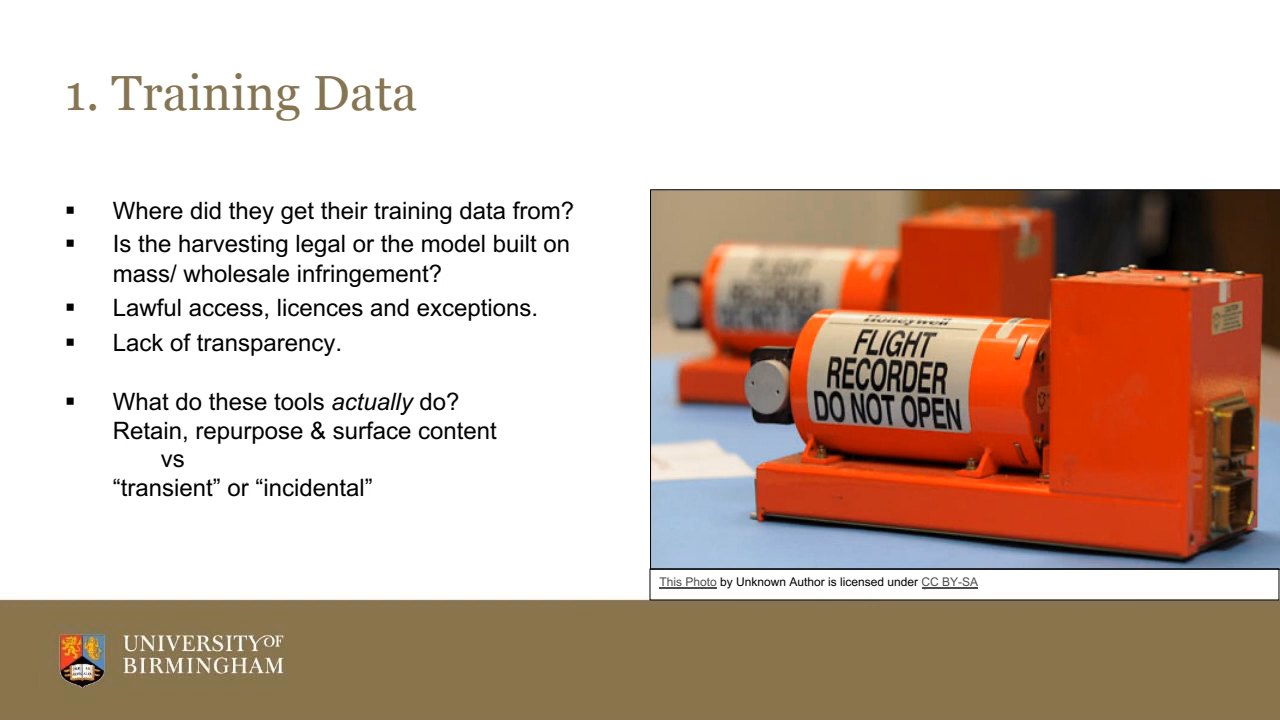 1. Training Data
▪ Where did they get their training data from?
▪ Is the harvesting legal or the model built on
mass/ wholesale infringement?
▪ Lawful access, licences and exceptions.
▪ Lack of transparency.
▪ What do these tools actually do?
Retain, repurpose & surface content
vs
“transient” or “incidental”
FLIGHT
RECORDER
Honeywell
FLIGHT
RECORDER
DO NOT OPEN
This Photo by Unknown Author is licensed under CC BY-SA
UNIVERSITY OF
BIRMINGHAM